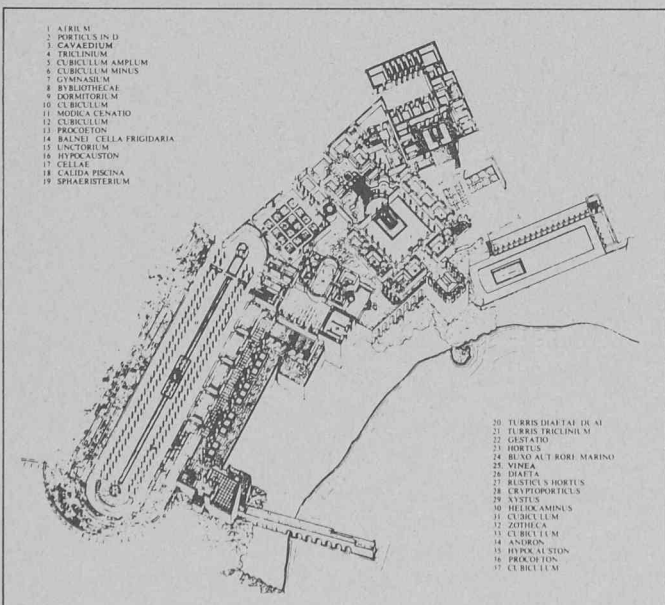 1 ATRIUM
2 PORTICUS IN D
3 CAVAEDIUM
4 TRICLINIUM
5 CUBICULUM AMPLUM
6 CUBICULUM MINUS
7 GYMNASIUM
8 BYBLIOTHECAE
9 DORMITORIUM
10 CUBICULUM
11 MODICA CENATIO
12 CUBICULUM
13 PROCOETON
14 BALNEI CELLA FRIGIDARIA
15 UNCTORIUM
16 HYPOCAUSTON
17 CELLAE
18 CALIDA PISCINA
19 SPHAERISTERIUM
20 TURRIS DIAETAE DUAE
21 TURRIS TRICLINIUM
22 GESTATIO
23 HORTUS
24 BUXO AUT RORE MARINO
25. VINEA
26 DIAETA
27 RUSTICUS HORTUS
28 CRYPTOPORTICUS
29 XYSTUS
30 HELIOCAMINUS
31 CUBICULUM
32 ZOTHECA
33 CUBICULUM
34 ANDRON
35 HYPOCAUSTON
36 PROCOETON
37 CUBICULUM